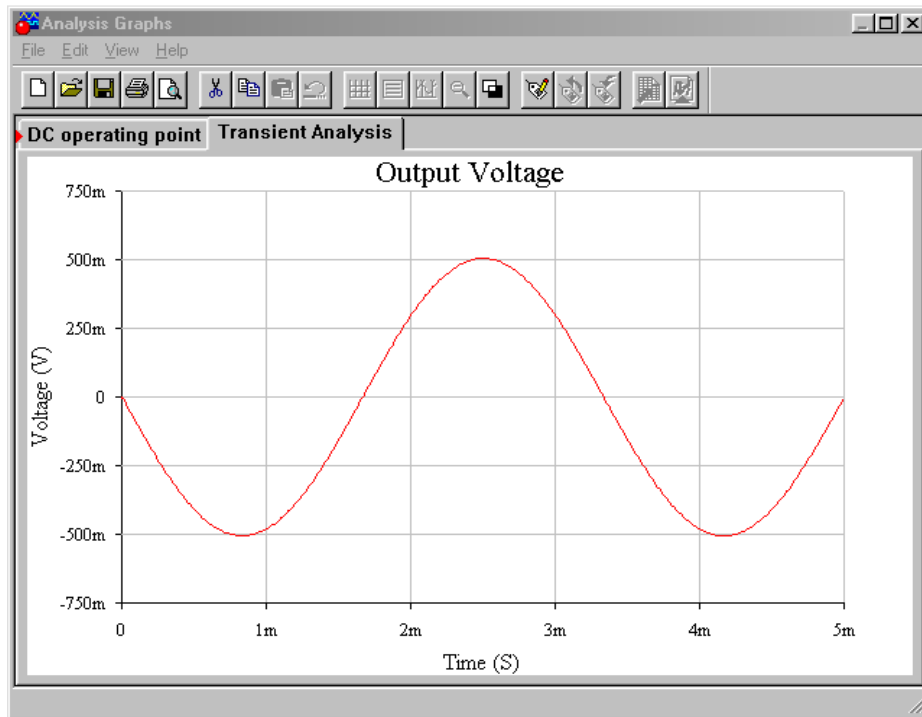 Analysis Graphs
File Edit View Help
DC operating point Transient Analysis
Output Voltage
750m
500m
250m
0
-250m
-500m
-750m
Voltage (V)
0 1m 2m 3m 4m 5m
Time (S)